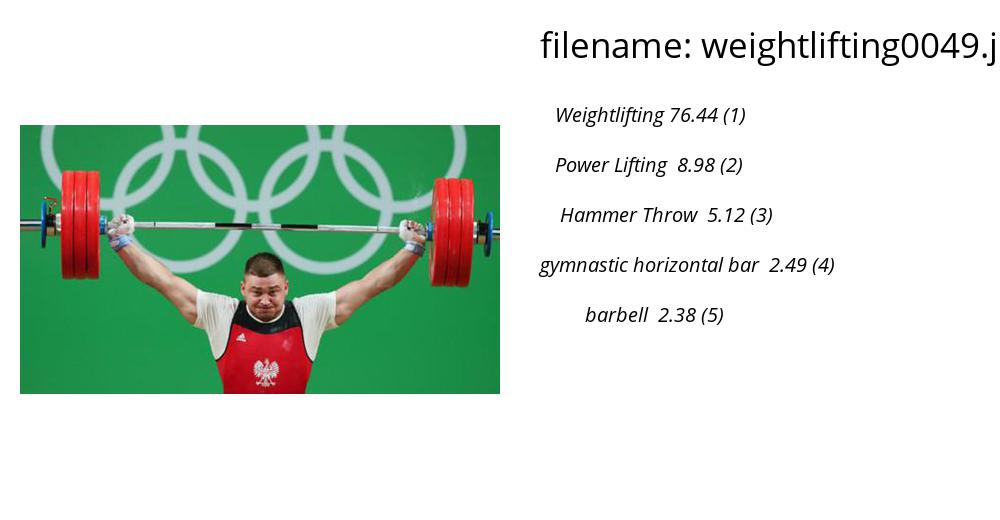 filename: weightlifting0049.j
Weightlifting 76.44 (1)
Power Lifting 8.98 (2)
Hammer Throw 5.12 (3)
gymnastic horizontal bar 2.49 (4)
barbell 2.38 (5)